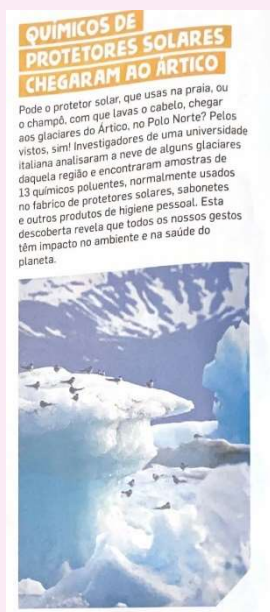 QUÍMICOS DE
PROTETORES SOLARES
CHEGARAM AO ÁRTICO
Pode o protetor solar, que usas na praia, ou
o champô, com que lavas o cabelo, chegar
aos glaciares do Ártico, no Polo Norte? Pelos
vistos, sim! Investigadores de uma universidade
italiana analisaram a neve de alguns glaciares
daquela região e encontraram amostras de
13 químicos poluentes, normalmente usados
no fabrico de protetores solares, sabonetes
e outros produtos de higiene pessoal. Esta
descoberta revela que todos os nossos gestos
têm impacto no ambiente e na saúde do
planeta.